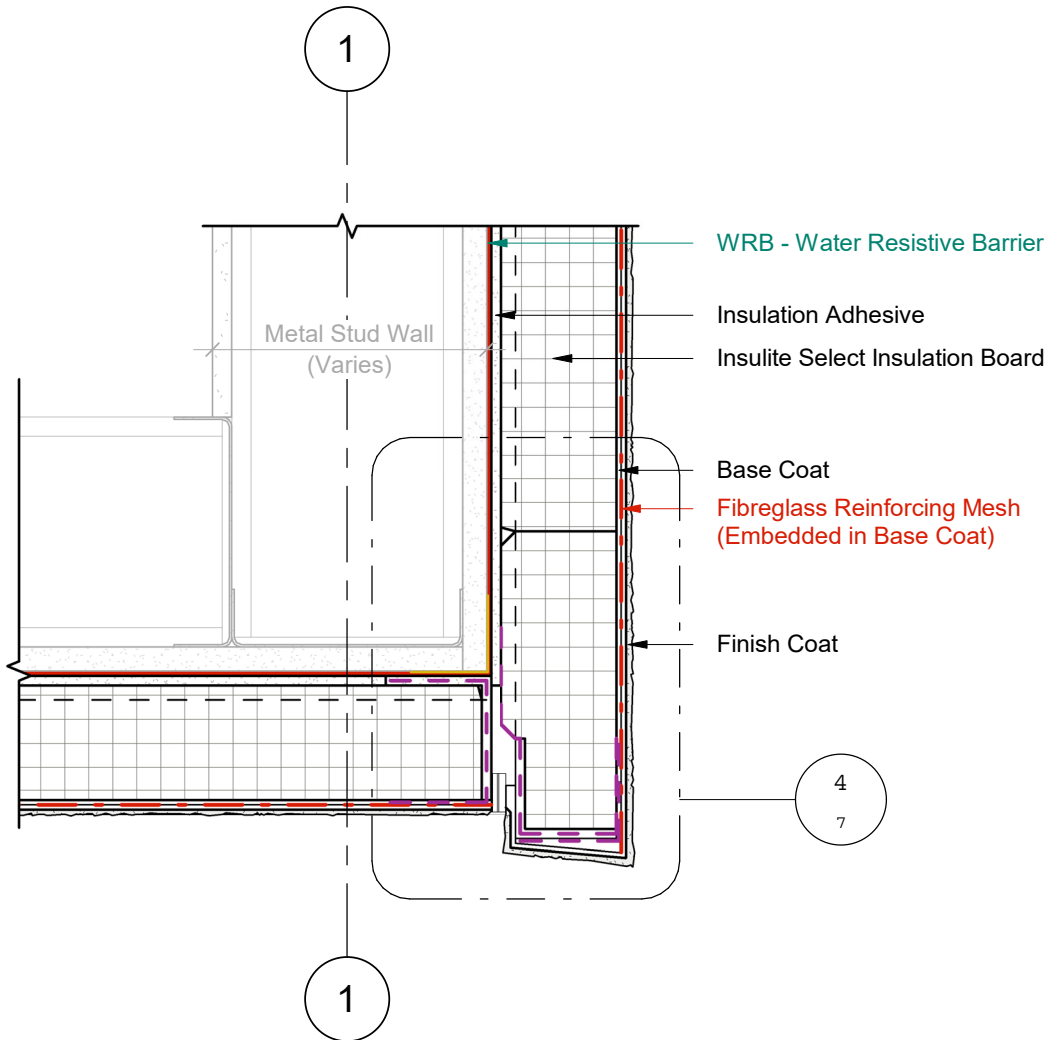 1
WRB - Water Resistive Barrier
Insulation Adhesive
Metal Stud Wall
(Varies)
Insulite Select Insulation Board
Base Coat
Fibreglass Reinforcing Mesh
(Embedded in Base Coat)
Finish Coat
4
7
1